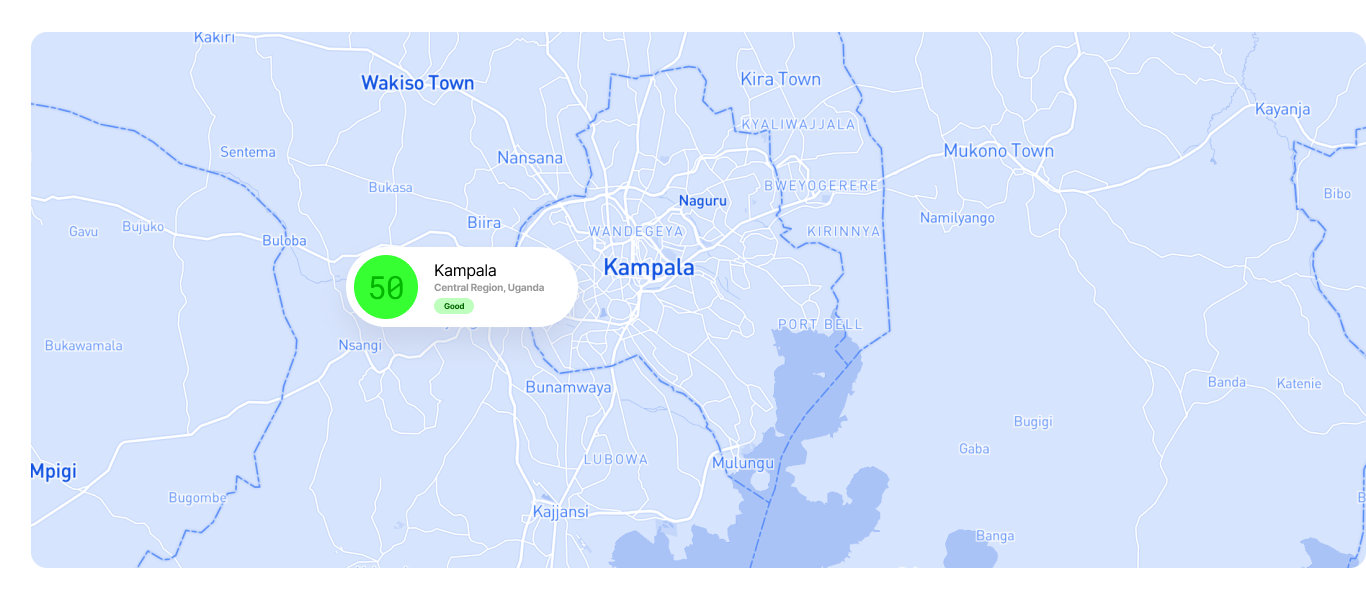 Kakiri
Wakiso Town
Kira Town
Kayanja
KYALIWAJJALA
Sentema
Nansana
Mukono Town
Bukasa
BWEYOGERERE
Bibo
Naguru
Namilyango
Biira
Gavu
Bujuko
WANDEGEYA
KIRINNYA
Buloba
Kampala
50
Kampala
Central Region, Uganda
Good
PORT BELL
Nsangi
Bukawamala
Bunamwaya
Banda
Katenie
Bugigi
Gaba
LUBOWA
Mulungu
Mpigi
Bugombe
Kajjansi
Banga